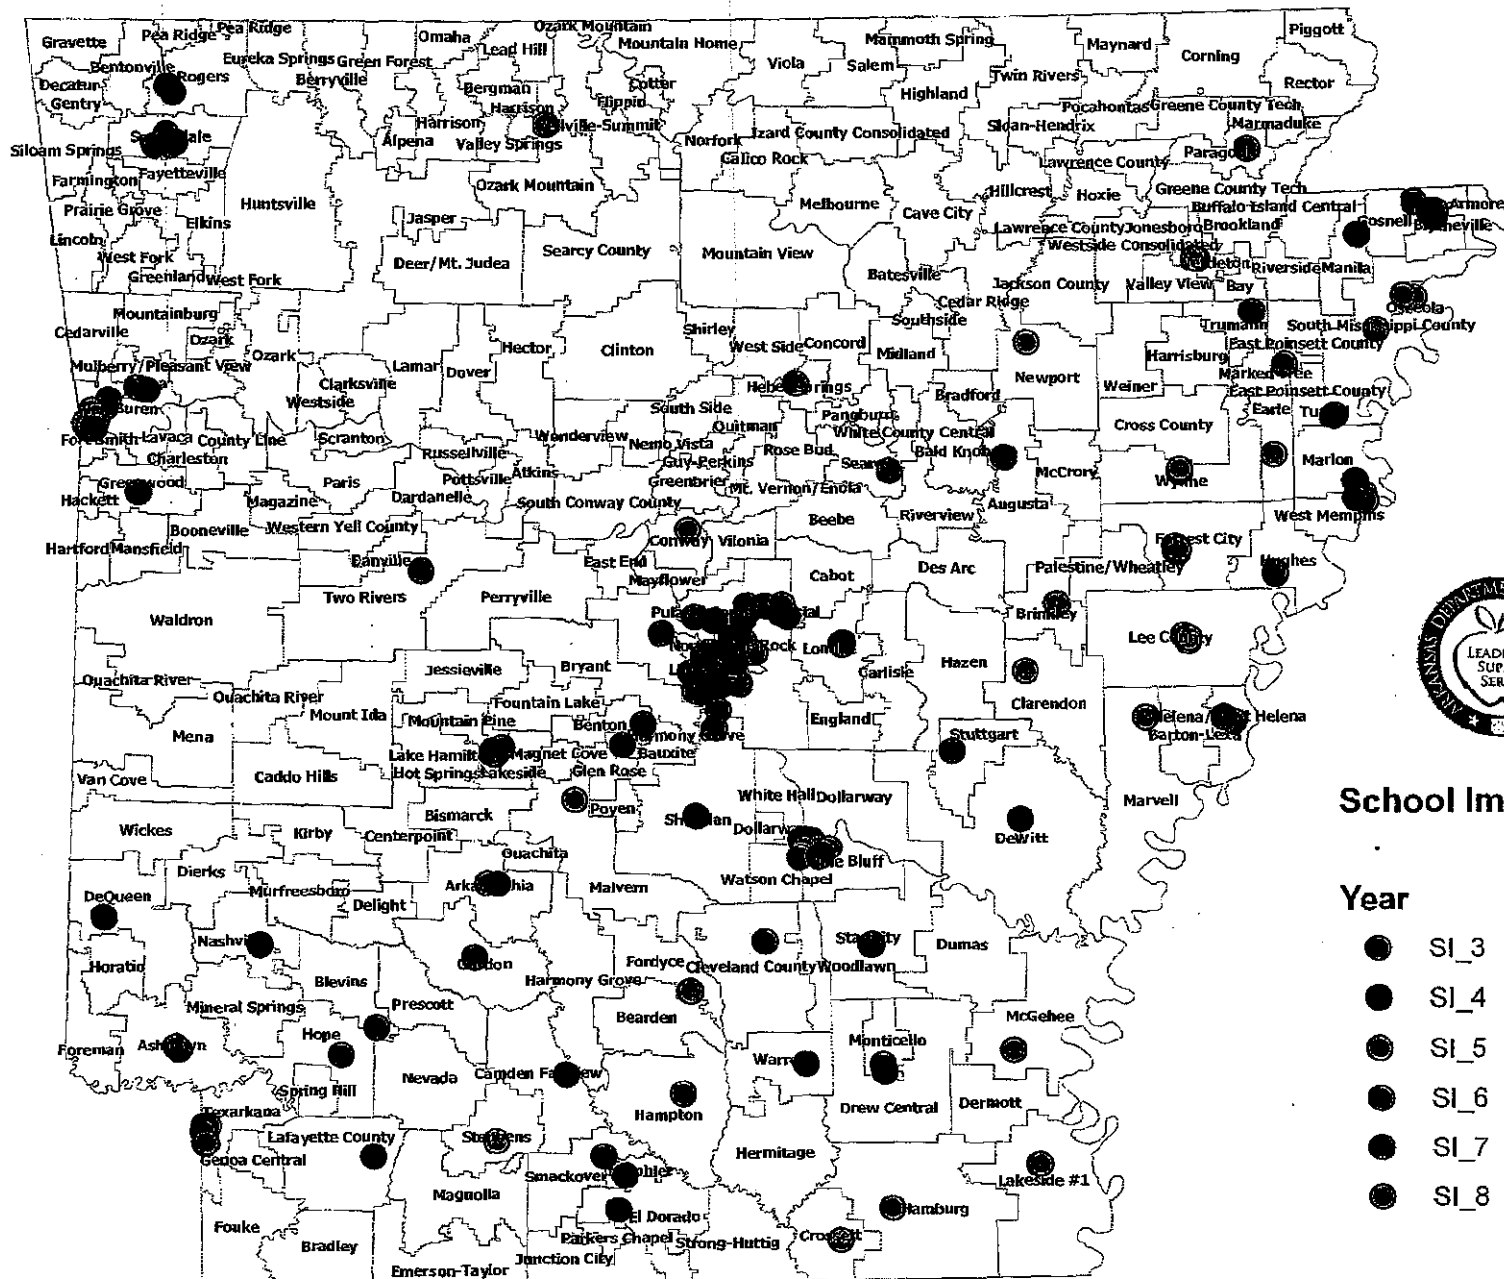 Ozark Mountain
Pea Ridge
Pea Ridge
Piggott
Gravette
Omaha
Lead Hill
Mountain Home
Mammoth Spring
Maynard
Corning
Bentonville
Rogers
Eureka Springs
Green Forest
Berryville
Viola
Salem
Twin Rivers
Rector
Decatur
Gentry
Bergman
Cotter
Flippin
Highland
Pocahontas
Greene County Tech
Harrison
Harrison
Sloan-Hendrix
Marmaduke
Alpena
Valley Springs
Norfork
Izard County Consolidated
Siloam Springs
Calico Rock
Lawrence County
Farmington
Fayetteville
Ozark Mountain
Hillcrest
Hoxie
Greene County Tech
Prairie Grove
Elkins
Huntsville
Jasper
Melbourne
Cave City
Buffalo Island Central
Lincoln
Lawrence County
Jonesboro
Brookland
West Fork
Searcy County
Mountain View
Westside Consolidated
Greenland
West Fork
Deer/Mt. Judea
Batesville
Riverside
Manila
Jackson County
Valley View
Bay
Mountainburg
Cedar Ridge
Cedarville
Ozark
Shirley
Southside
Trumann
South Mississippi County
Ozark
Hector
Clinton
West Side
Concord
Midland
Harrisburg
East Poinsett County
Mulberry/Pleasant View
Lamar
Dover
Newport
Weiner
Clarksville
Westside
Bradford
East Poinsett County
South Side
Pangburn
Earle
Quitman
White County Central
Cross County
Lavaca
County Line
Scranton
Wonderview
Nemo Vista
Rose Bud
Charleston
Russellville
Guy-Perkins
McCrory
Marion
Paris
Pottsville
Atkins
Greenbrier
Mt. Vernon/Enola
Hackett
Magazine
Dardanelle
South Conway County
Augusta
Booneville
Western Yell County
Beebe
Riverview
West Memphis
Hartford
Mansfield
Danville
East End
Conway
Vilonia
Des Arc
Palestine/Wheatley
Mayflower
Cabot
Two Rivers
Perryville
Waldron
Brinkley
Jessieville
Bryant
Hazen
Ouachita River
Carlisle
Ouachita River
Fountain Lake
Clarendon
Mount Ida
Mountain Pine
Benton
England
Mena
Stuttgart
Barton-Lexa
Magnet Cove
Bauxite
Van Cove
Caddo Hills
Hot Springs
Lakeside
Glen Rose
White Hall
Dollarway
Marvell
School Im
Poyen
Bismarck
Wickes
Kirby
Centerpoint
DeWitt
Ouachita
Dierks
Watson Chapel
DeQueen
Murfreesboro
Delight
Malvern
Year
Dumas
SI_3
Horatio
Fordyce
Cleveland County
Woodlawn
Blevins
Harmony Grove
SI_4
Mineral Springs
Prescott
Bearden
McGehee
Hope
Monticello
SI_5
Foreman
Nevada
Spring Hill
SI_6
Texarkana
Hampton
Drew Central
Dermott
Lafayette County
SI_7
Genoa Central
Hermitage
Smackover
Lakeside #1
Magnolia
SI_8
Hamburg
Fouke
El Dorado
Bradley
Parkers Chapel
Strong-Huttig
Junction City
Emerson-Taylor